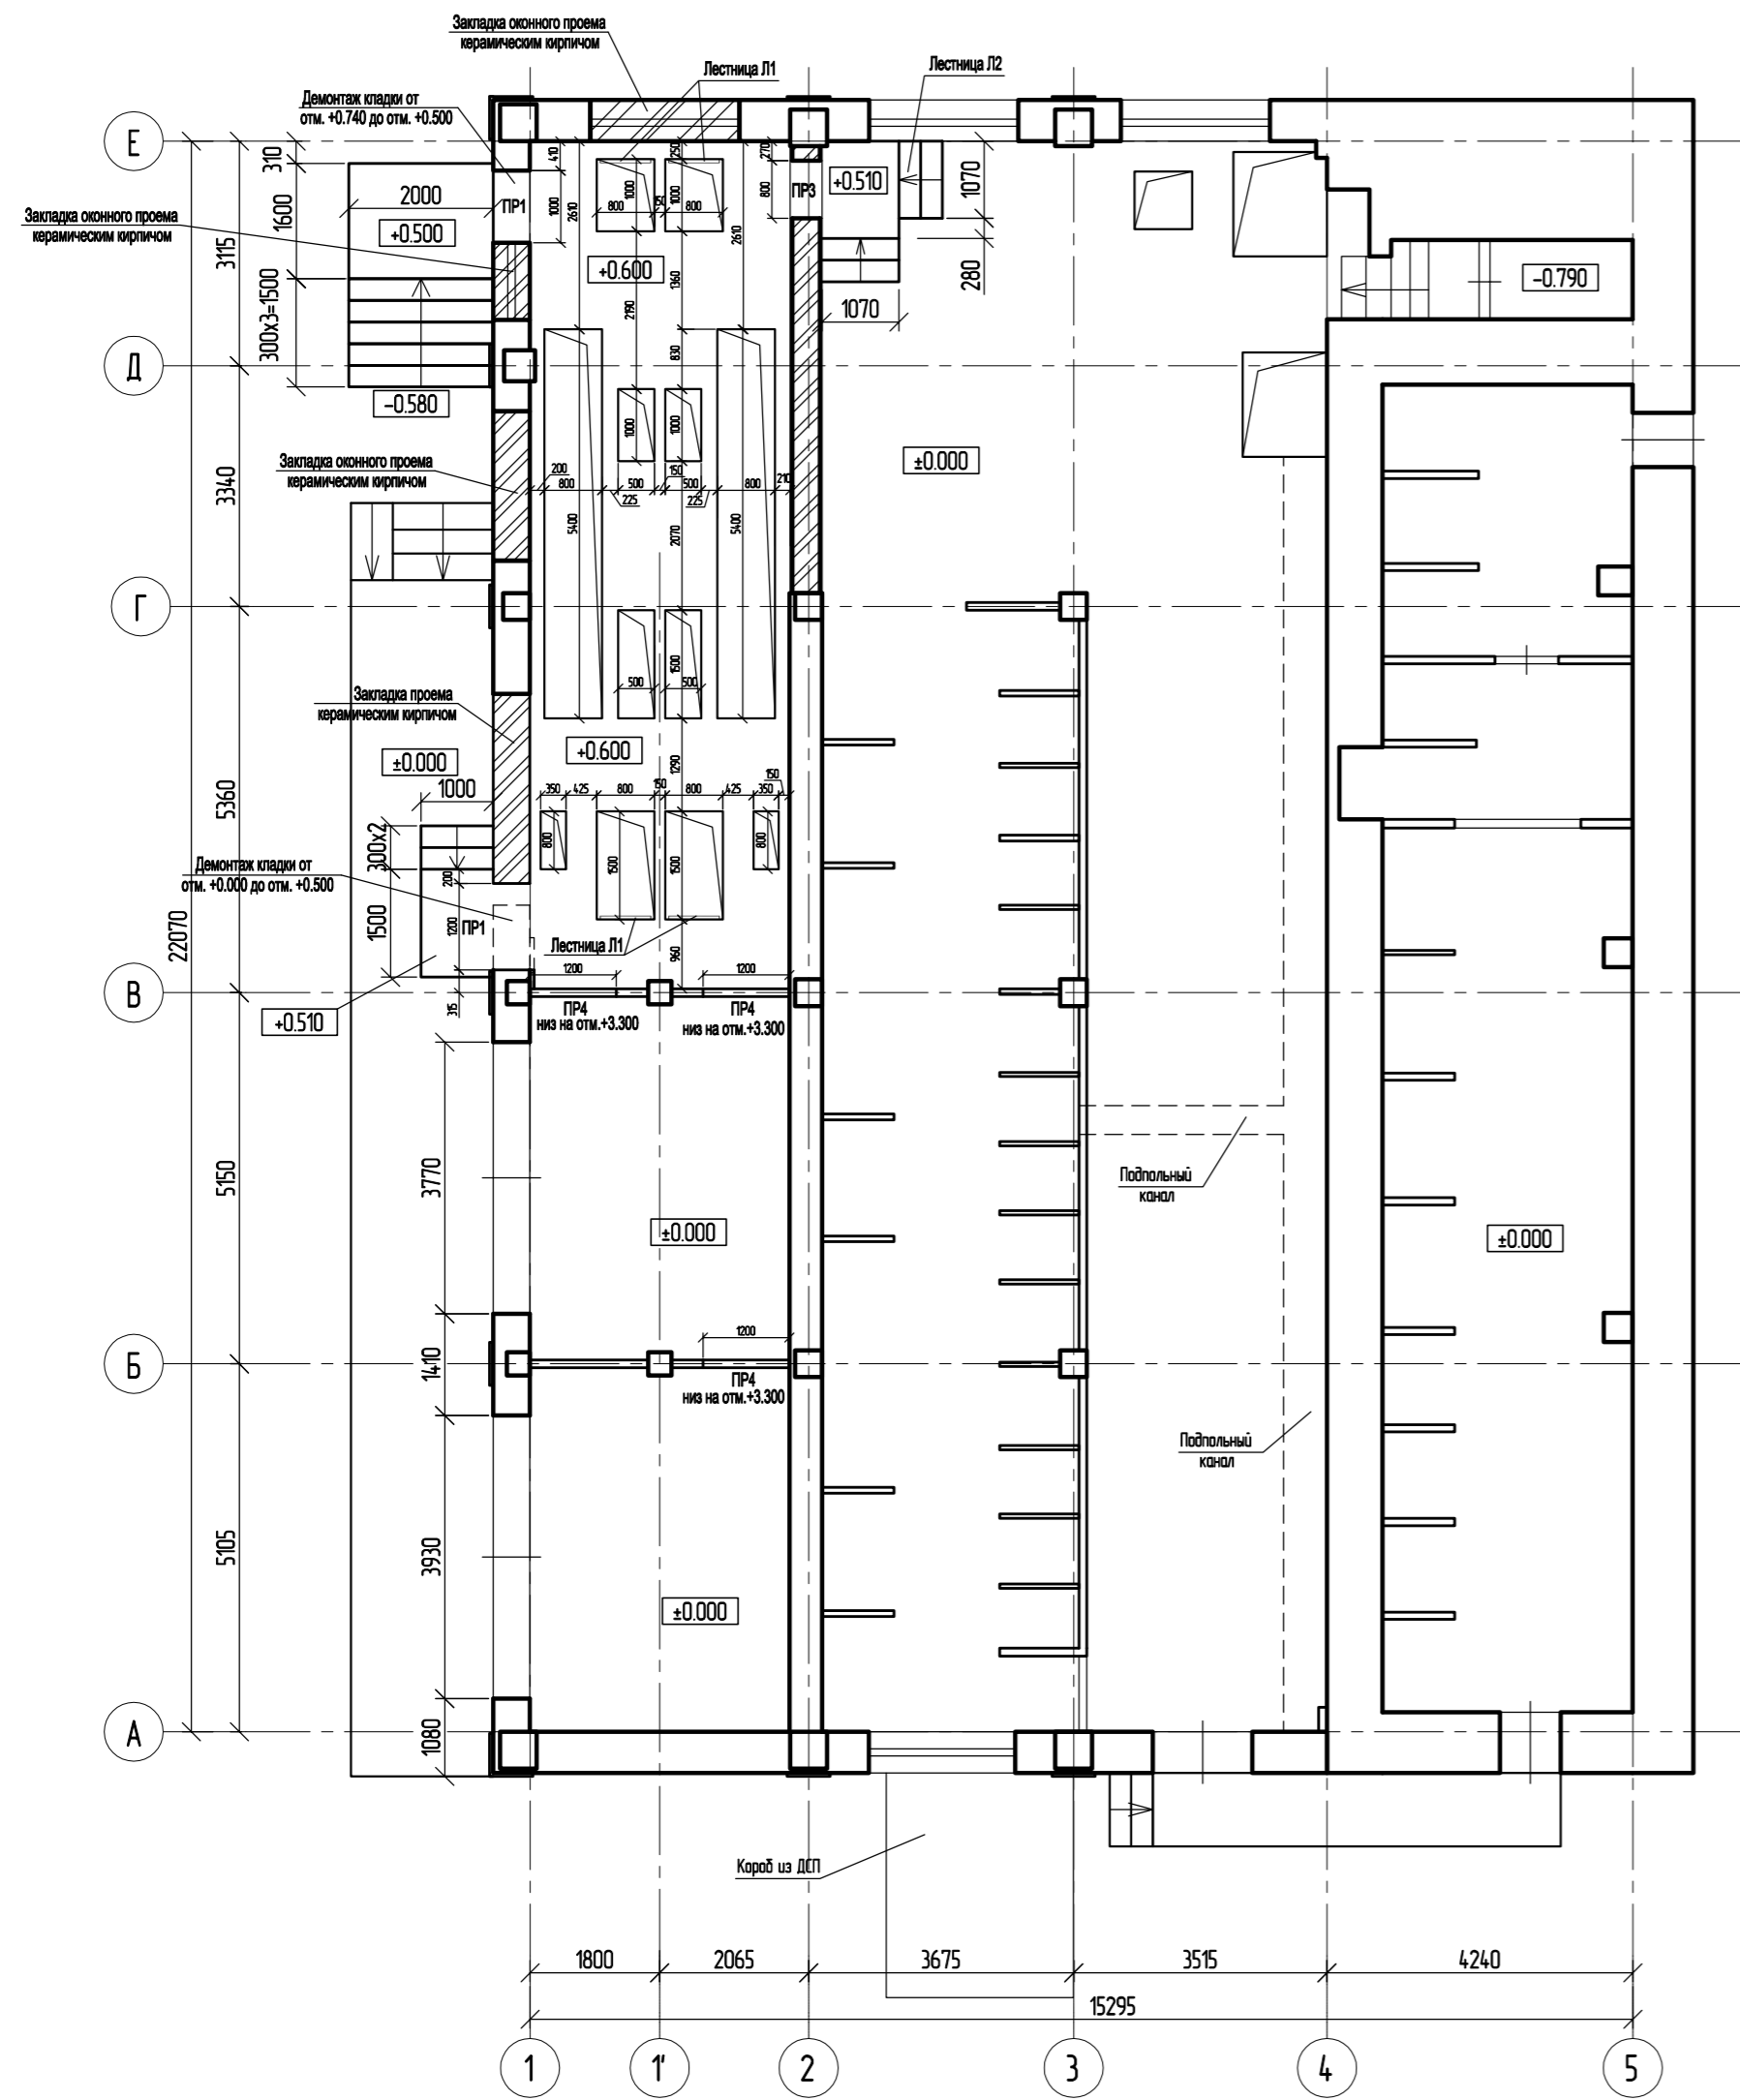 Закладка оконного проема
керамическим кирпичом
Лестница Л1
Лестница Л2
Демонтаж кладки от
отм. +0.740 до отм. +0.500
Е
310
410
250
270
2000
ПР1
1000
2610
1000
1000
800
ПР3
+0.510
1070
1600
800
150
800
Закладка оконного проема
керамическим кирпичом
+0.500
3115
2610
+0.600
1360
2190
280
-0.790
1070
300х3=1500
830
Д
-0.580
1000
1000
±0.000
Закладка оконного проема
керамическим кирпичом
200
800
500
150
500
800
210
225
225
3340
5400
2070
5400
Г
1500
500
500
Закладка проема
керамическим кирпичом
+0.600
±0.000
1290
1000
150
350
425
800
150
800
425
350
5360
300х2
800
1500
1500
800
Демонтаж кладки от
отм. +0.000 до отм. +0.500
200
22070
1500
1200
ПР1
Лестница Л1
960
1200
1200
В
315
ПР4
низ на отм.+3.300
ПР4
низ на отм.+3.300
+0.510
5150
3770
Подпольный
канал
±0.000
±0.000
1200
Б
1410
ПР4
низ на отм.+3.300
Подпольный
канал
5105
3930
±0.000
А
1080
Короб из ДСП
1800
2065
3675
3515
4240
15295
1
1'
2
3
4
5